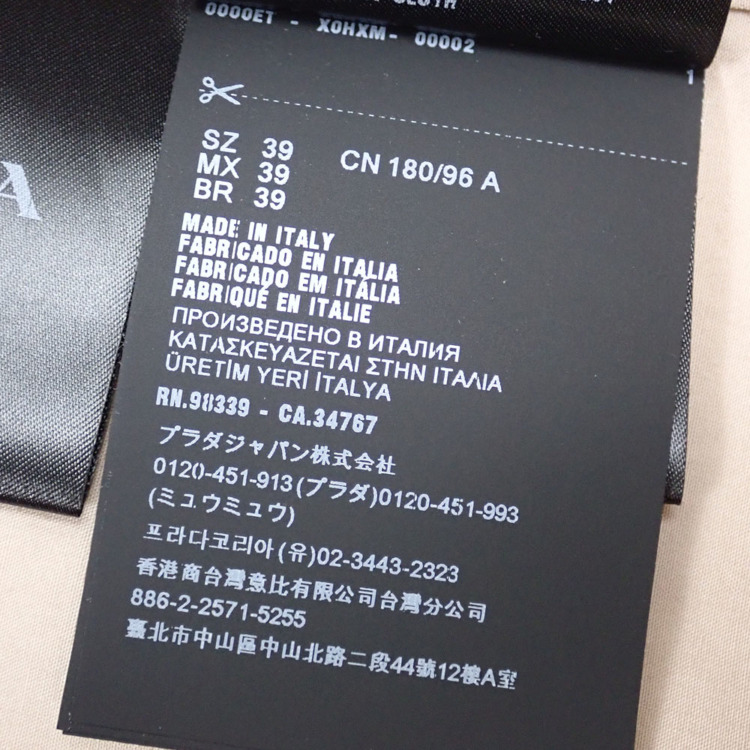 0000ET - X0HXM- 00002
1
SZ 39
MX 39
BR 39
CN 180/96 A
MADE IN ITALY
FABRICADO EN ITALIA
FABRICADO EM ITÁLIA
FABRIQUÉ EN ITALIE
ПРОИЗВЕДЕНО В ИТАЛИЯ
ΚΑΤΑΣΚΕΥΑΖΕΤΑΙ ΣΤΗΝ ΙΤΑΛΙΑ
ÜRETİM YERİ İTALYA
RN.98339 - CA.34767
プラダジャパン株式会社
0120-451-913(プラダ)0120-451-993
(ミュウミュウ)
프라다코리아(유)02-3443-2323
香港商台灣意比有限公司台灣分公司
886-2-2571-5255
臺北市中山區中山北路二段44號12樓A室
A